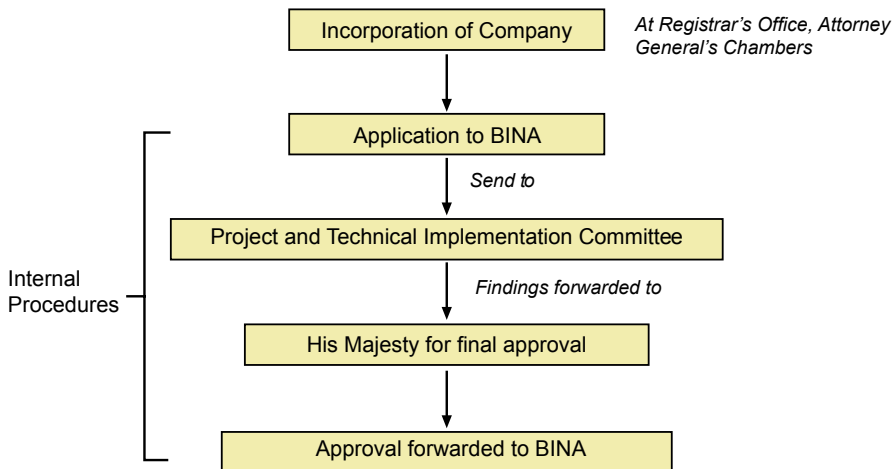 Incorporation of Company
At Registrar's Office, Attorney
General's Chambers
Application to BINA
Send to
Project and Technical Implementation Committee
Internal
Procedures
Findings forwarded to
His Majesty for final approval
Approval forwarded to BINA